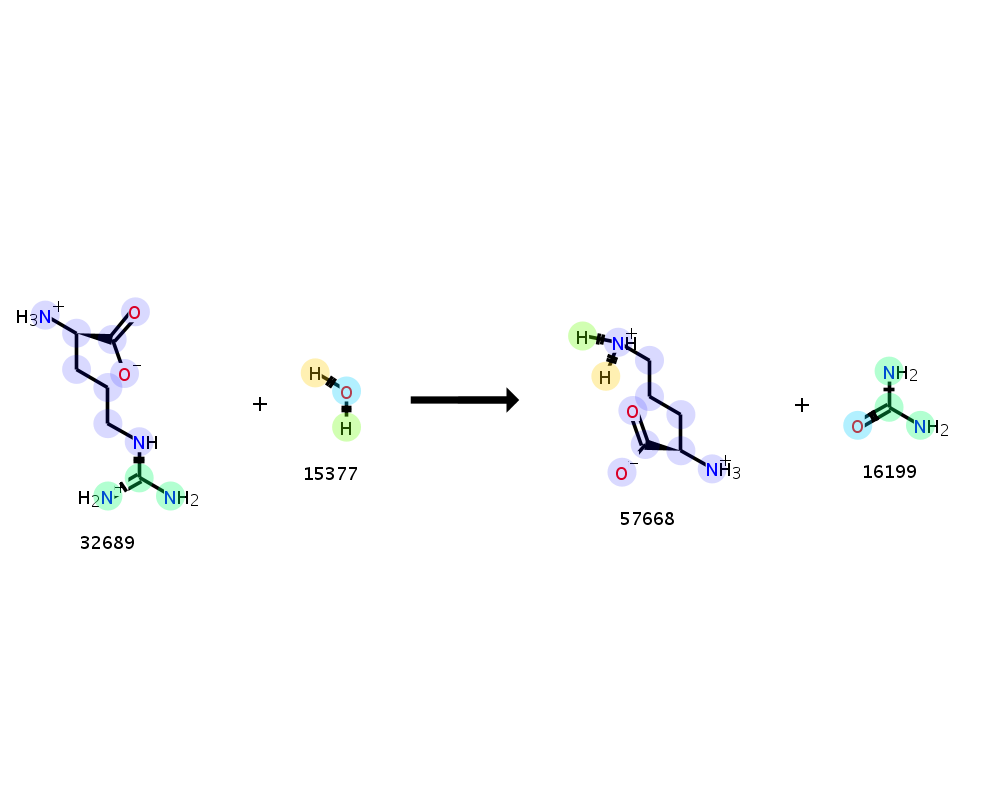 H3N+ O
O−
NH
H2N+ NH2
32689
+
H O
H
15377
H NH+
H
O
O− NH3+
57668
+
NH2
O NH2
16199